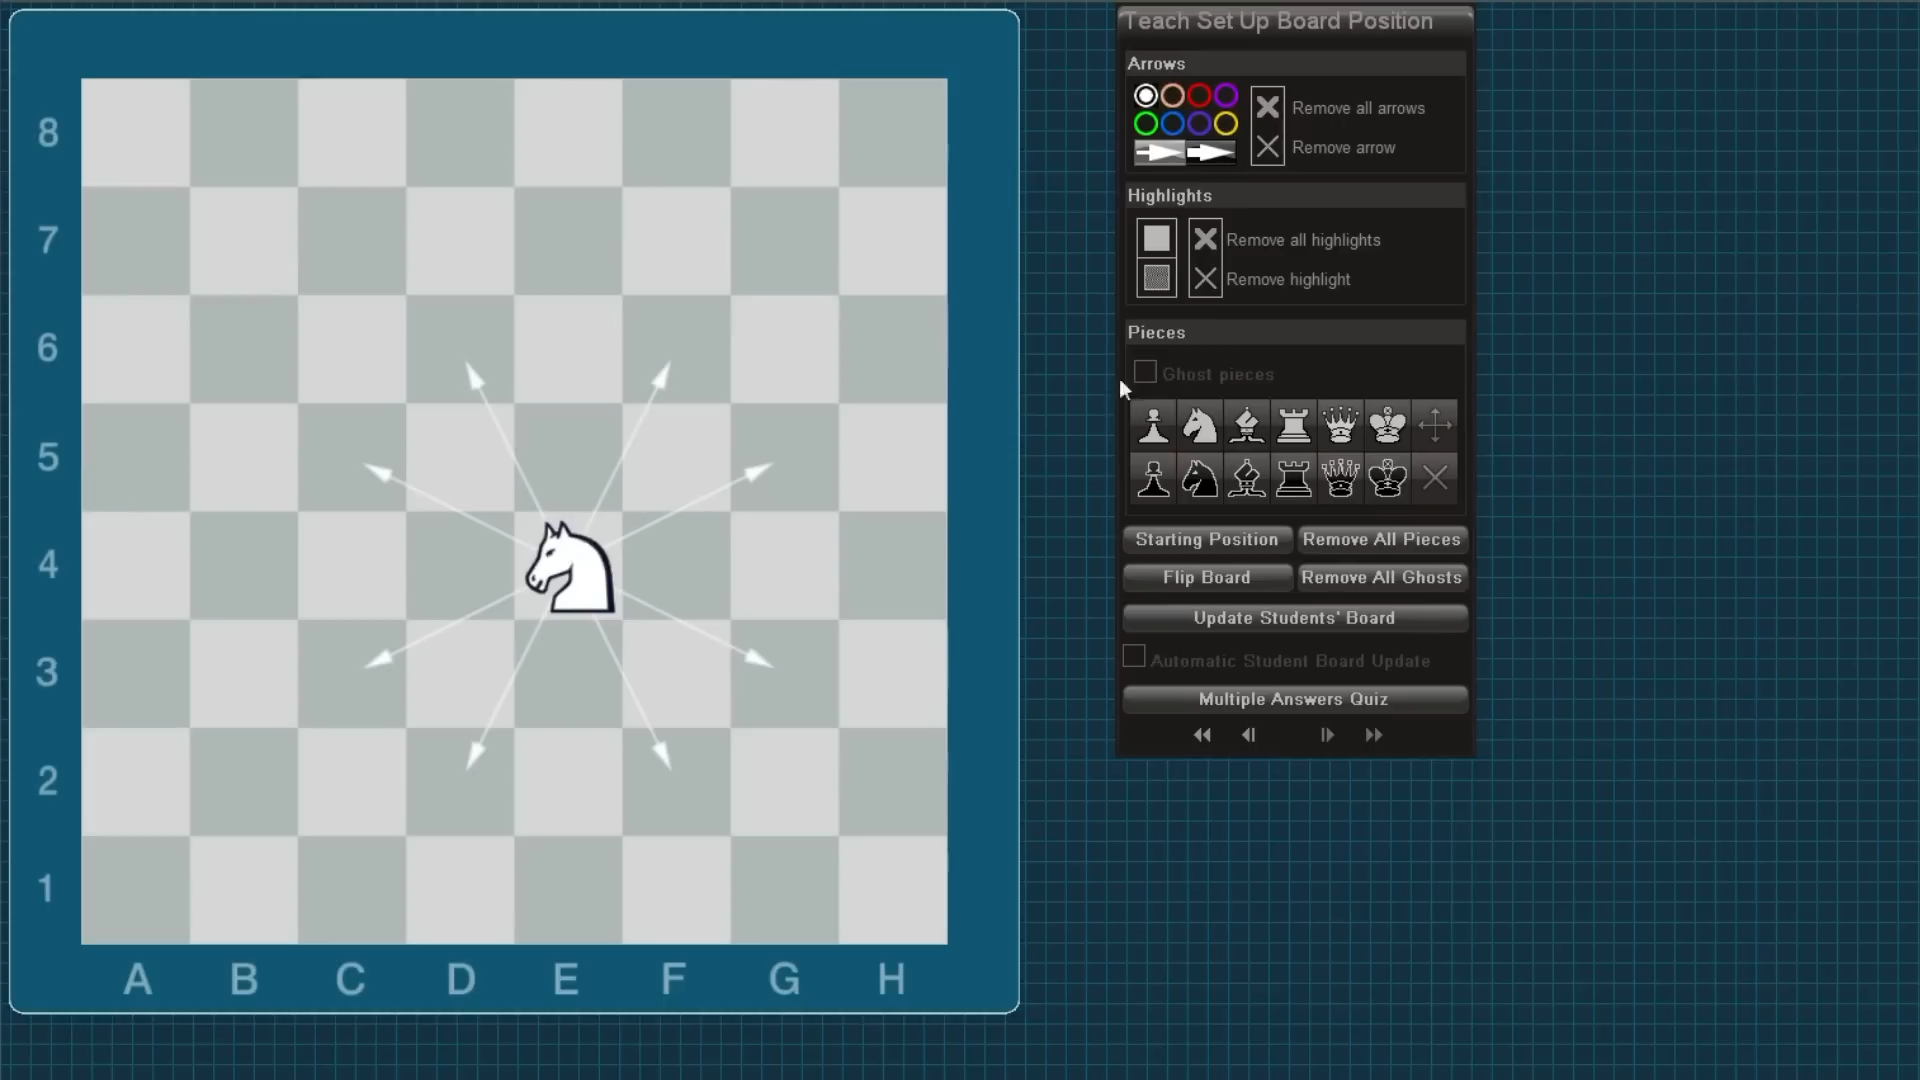 Teach Set Up Board Position
Arrows
Remove all arrows
Remove arrow
Highlights
Remove all highlights
Remove highlight
Pieces
Ghost pieces
Starting Position Remove All Pieces
Flip Board Remove All Ghosts
Update Students' Board
Automatic Student Board Update
Multiple Answers Quiz
8
7
6
5
4
3
2
1
A B C D E F G H